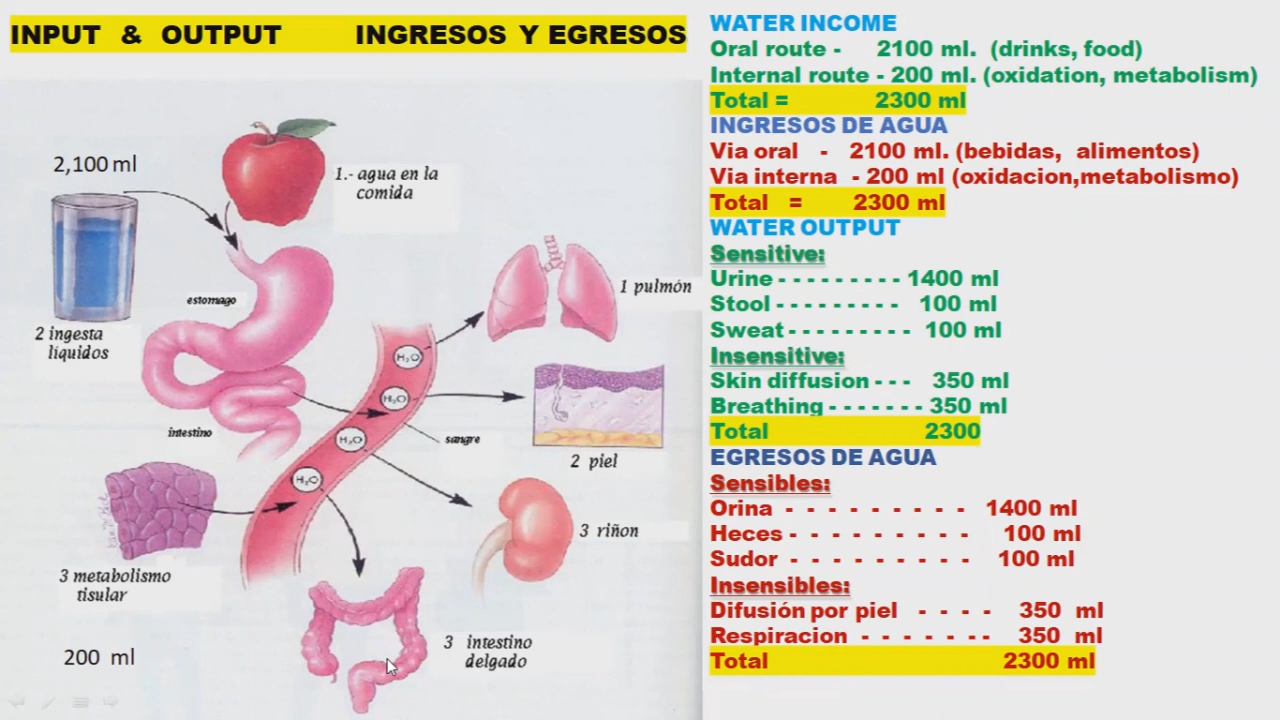 INPUT & OUTPUT INGRESOS Y EGRESOS
2,100 ml
1.- agua en la
comida
estomago
2 ingesta
líquidos
1 pulmón
H₂O
H₂O
H₂O
H₂O
intestino
sangre
2 piel
3 riñon
3 metabolismo
tisular
200 ml
3 intestino
delgado
WATER INCOME
Oral route - 2100 ml. (drinks, food)
Internal route - 200 ml. (oxidation, metabolism)
Total = 2300 ml
INGRESOS DE AGUA
Via oral - 2100 ml. (bebidas, alimentos)
Via interna - 200 ml (oxidacion,metabolismo)
Total = 2300 ml
WATER OUTPUT
Sensitive:
Urine - - - - - - - - - 1400 ml
Stool - - - - - - - - - 100 ml
Sweat - - - - - - - - - 100 ml
Insensitive:
Skin diffusion - - - 350 ml
Breathing - - - - - - - 350 ml
Total 2300
EGRESOS DE AGUA
Sensibles:
Orina - - - - - - - - - 1400 ml
Heces - - - - - - - - - 100 ml
Sudor - - - - - - - - - 100 ml
Insensibles:
Difusión por piel - - - - 350 ml
Respiracion - - - - - - - 350 ml
Total 2300 ml